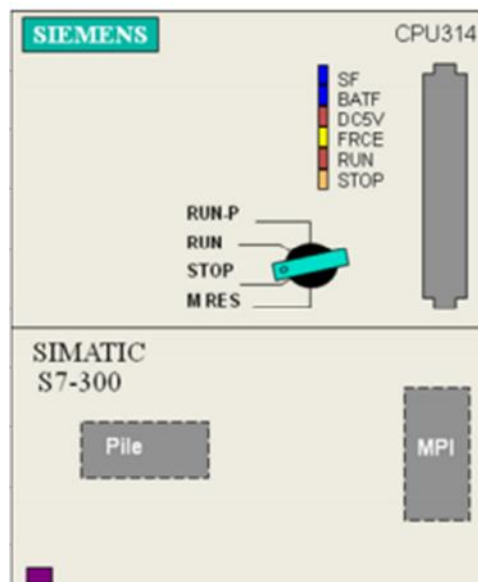 SIEMENS
CPU314
SF
BATF
DC5V
FRCE
RUN
STOP
RUN-P
RUN
STOP
M RES
SIMATIC
S7-300
Pile
MPI